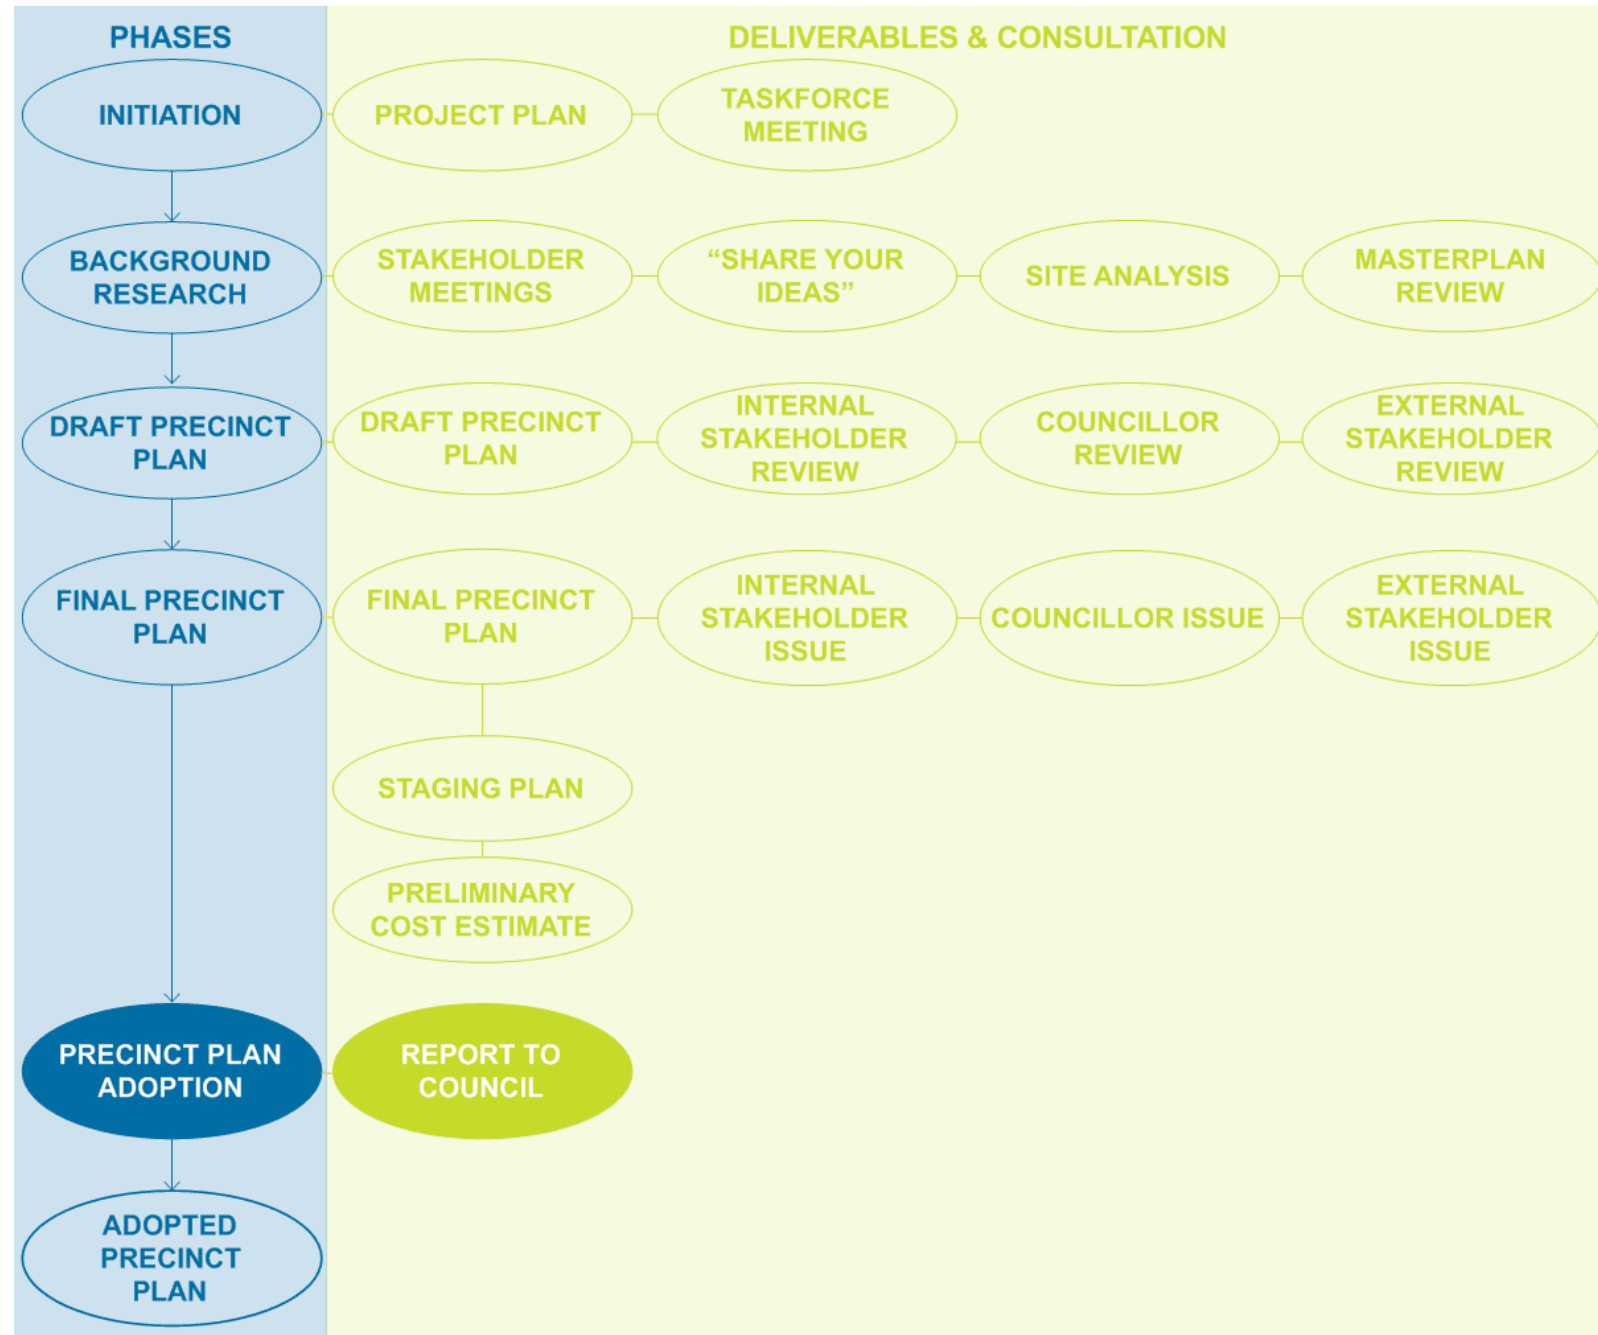 PHASES
DELIVERABLES & CONSULTATION
INITIATION
PROJECT PLAN
TASKFORCE
MEETING
BACKGROUND
RESEARCH
STAKEHOLDER
MEETINGS
“SHARE YOUR
IDEAS”
SITE ANALYSIS
MASTERPLAN
REVIEW
DRAFT PRECINCT
PLAN
DRAFT PRECINCT
PLAN
INTERNAL
STAKEHOLDER
REVIEW
COUNCILLOR
REVIEW
EXTERNAL
STAKEHOLDER
REVIEW
FINAL PRECINCT
PLAN
FINAL PRECINCT
PLAN
INTERNAL
STAKEHOLDER
ISSUE
COUNCILLOR ISSUE
EXTERNAL
STAKEHOLDER
ISSUE
STAGING PLAN
PRELIMINARY
COST ESTIMATE
PRECINCT PLAN
ADOPTION
REPORT TO
COUNCIL
ADOPTED
PRECINCT
PLAN